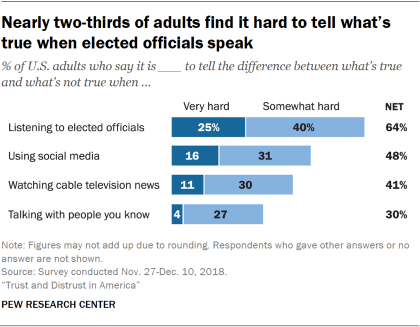 Nearly two-thirds of adults find it hard to tell what's
true when elected officials speak
% of U.S. adults who say it is ____ to tell the difference between what's true
and what's not true when ...
Very hard Somewhat hard NET
Listening to elected officials 25% 40% 64%
Using social media 16 31 48%
Watching cable television news 11 30 41%
Talking with people you know 4 27 30%
Note: Figures may not add up due to rounding. Respondents who gave other answers or no
answer are not shown.
Source: Survey conducted Nov. 27-Dec. 10, 2018.
"Trust and Distrust in America"
PEW RESEARCH CENTER